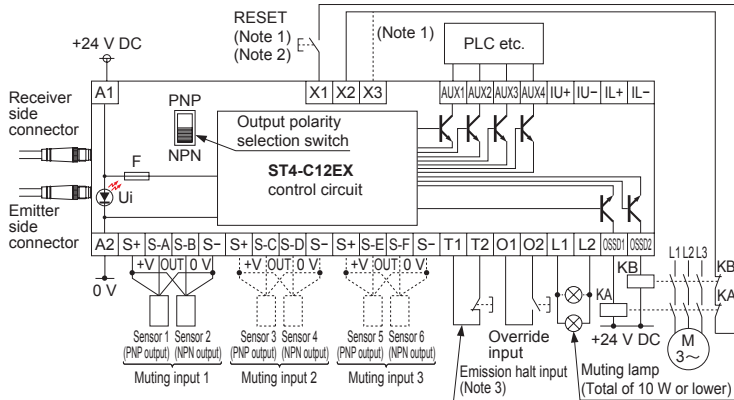 RESET
(Note 1)
(Note 2)
(Note 1)
PLC etc.
+24 V DC
A1
X1 X2 X3
AUX1 AUX2 AUX3 AUX4 IU+ IU− IL+ IL−
Receiver
side
connector
PNP
NPN
Output polarity
selection switch
F
ST4-C12EX
control circuit
Ui
Emitter
side
connector
A2 S+ S-A S-B S− S+ S-C S-D S− S+ S-E S-F S− T1 T2 O1 O2 L1 L2 OSSD1 OSSD2
+V OUT 0 V
+V OUT 0 V
+V OUT 0 V
0 V
L1 L2 L3
KB
KB
KA
KA
Sensor 1
(PNP output)
Sensor 2
(NPN output)
Sensor 3
(PNP output)
Sensor 4
(NPN output)
Sensor 5
(PNP output)
Sensor 6
(NPN output)
Muting input 1
Muting input 2
Muting input 3
Override
input
Emission halt input
(Note 3)
+24 V DC
M
3~
Muting lamp
(Total of 10 W or lower)